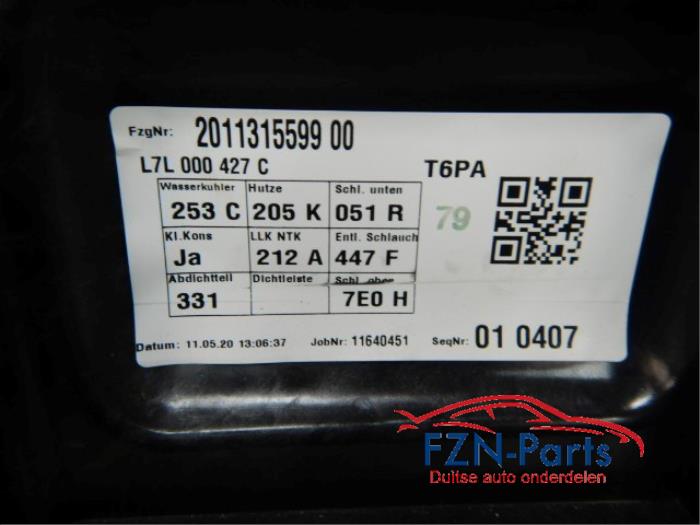 FzgNr: 2011315599 00
L7L 000 427 C T6PA
Wasserkuhler Hutze Schl. unten
253 C 205 K 051 R 79
Kl.Kons LLK NTK Entl. Schlauch
Ja 212 A 447 F
Abdichtteil Dichtleiste Schl. oben
331 7E0 H
Datum: 11.05.20 13:06:37 JobNr: 11640451 SeqNr: 01 0407
FZN-Parts
Duitse auto onderdelen